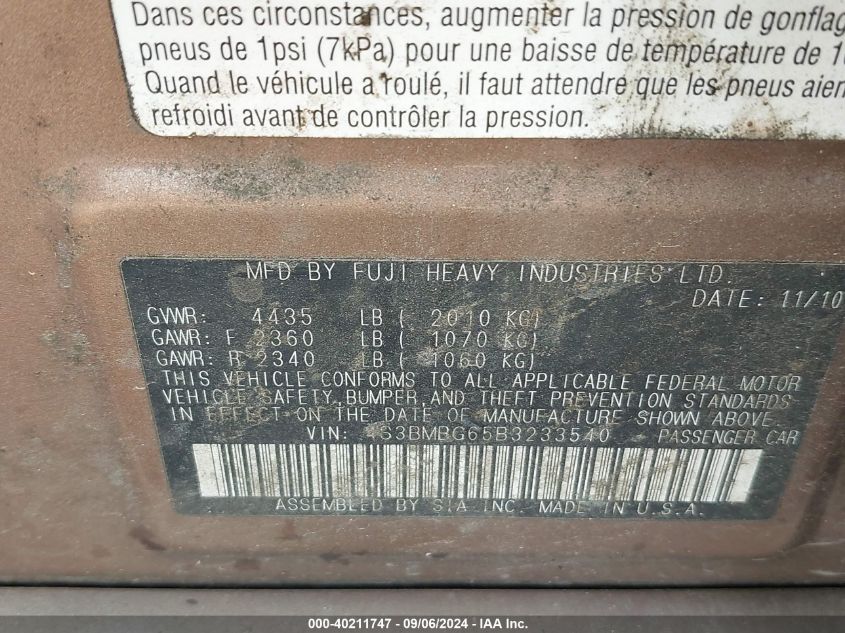 Dans ces circonstances, augmenter la pression de gonflag
pneus de 1psi (7kPa) pour une baisse de température de 1
Quand le véhicule a roulé, il faut attendre que les pneus aien
refroidi avant de contrôler la pression.
MFD BY FUJI HEAVY INDUSTRIES LTD.
DATE: 11/10
GVWR: 4435 LB ( 2010 KG)
GAWR: F 2360 LB ( 1070 KG)
GAWR: R 2340 LB ( 1060 KG)
THIS VEHICLE CONFORMS TO ALL APPLICABLE FEDERAL MOTOR
VEHICLE SAFETY, BUMPER, AND THEFT PREVENTION STANDARDS
IN EFFECT ON THE DATE OF MANUFACTURE SHOWN ABOVE.
VIN: 4S3BMBG65B3233540 PASSENGER CAR
ASSEMBLED BY SIA INC. MADE IN U.S.A.
000-40211747 - 09/06/2024 - IAA Inc.